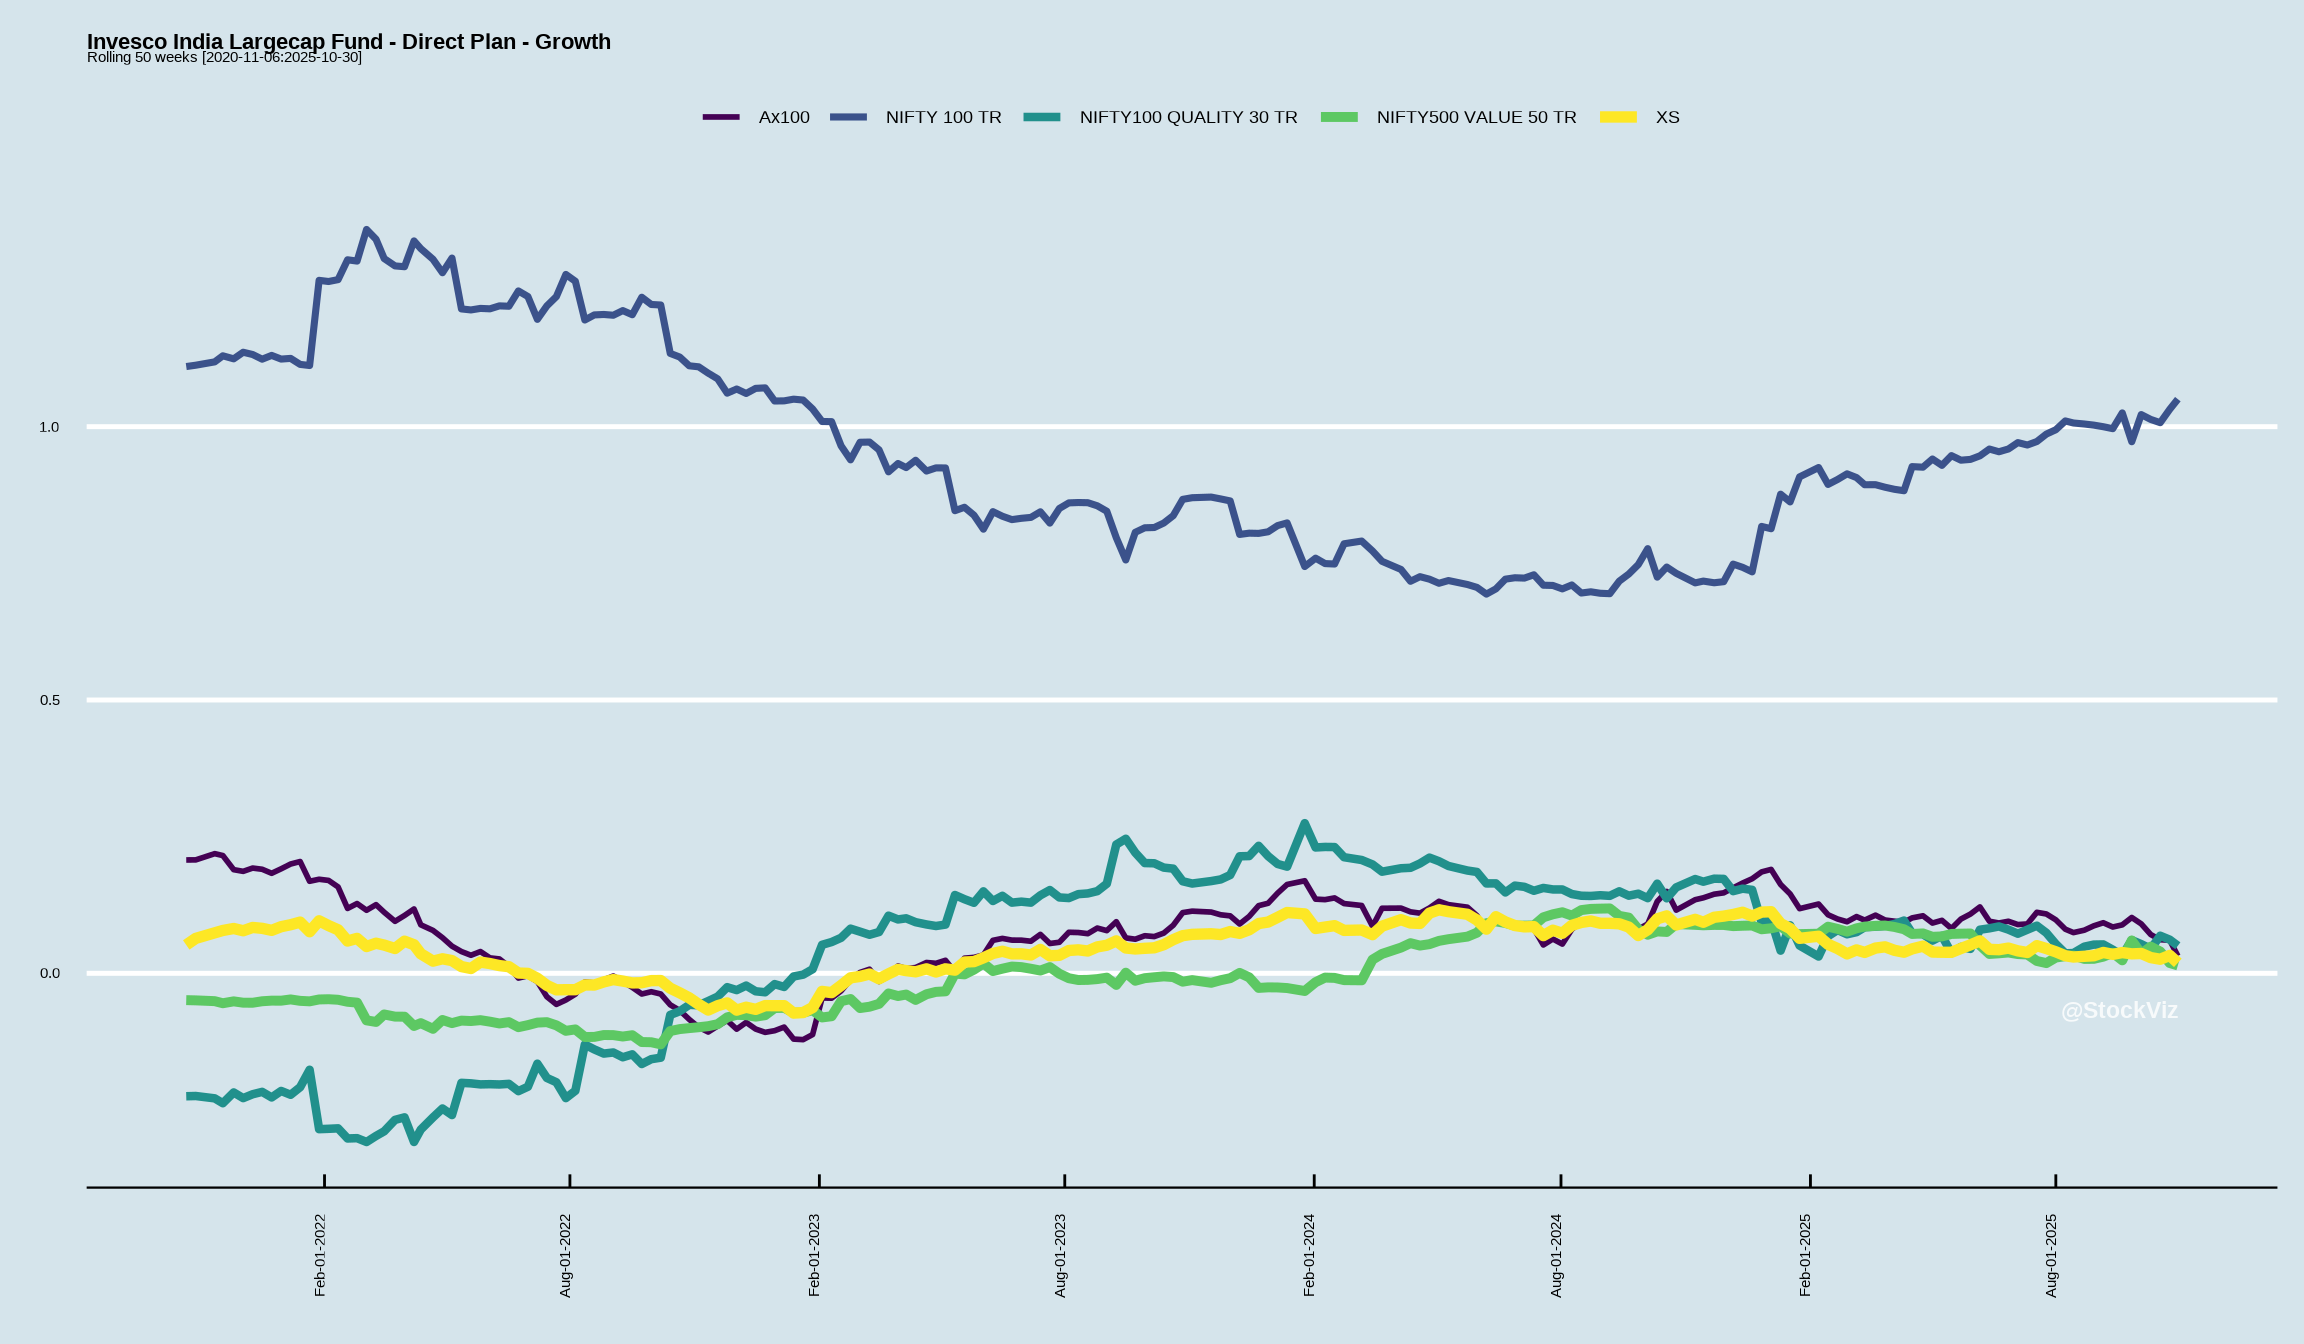 Invesco India Largecap Fund - Direct Plan - Growth
Rolling 50 weeks [2020-11-06:2025-10-30]
Ax100 NIFTY 100 TR NIFTY100 QUALITY 30 TR NIFTY500 VALUE 50 TR XS
1.0
0.5
0.0
@StockViz
Feb-01-2022
Aug-01-2022
Feb-01-2023
Aug-01-2023
Feb-01-2024
Aug-01-2024
Feb-01-2025
Aug-01-2025